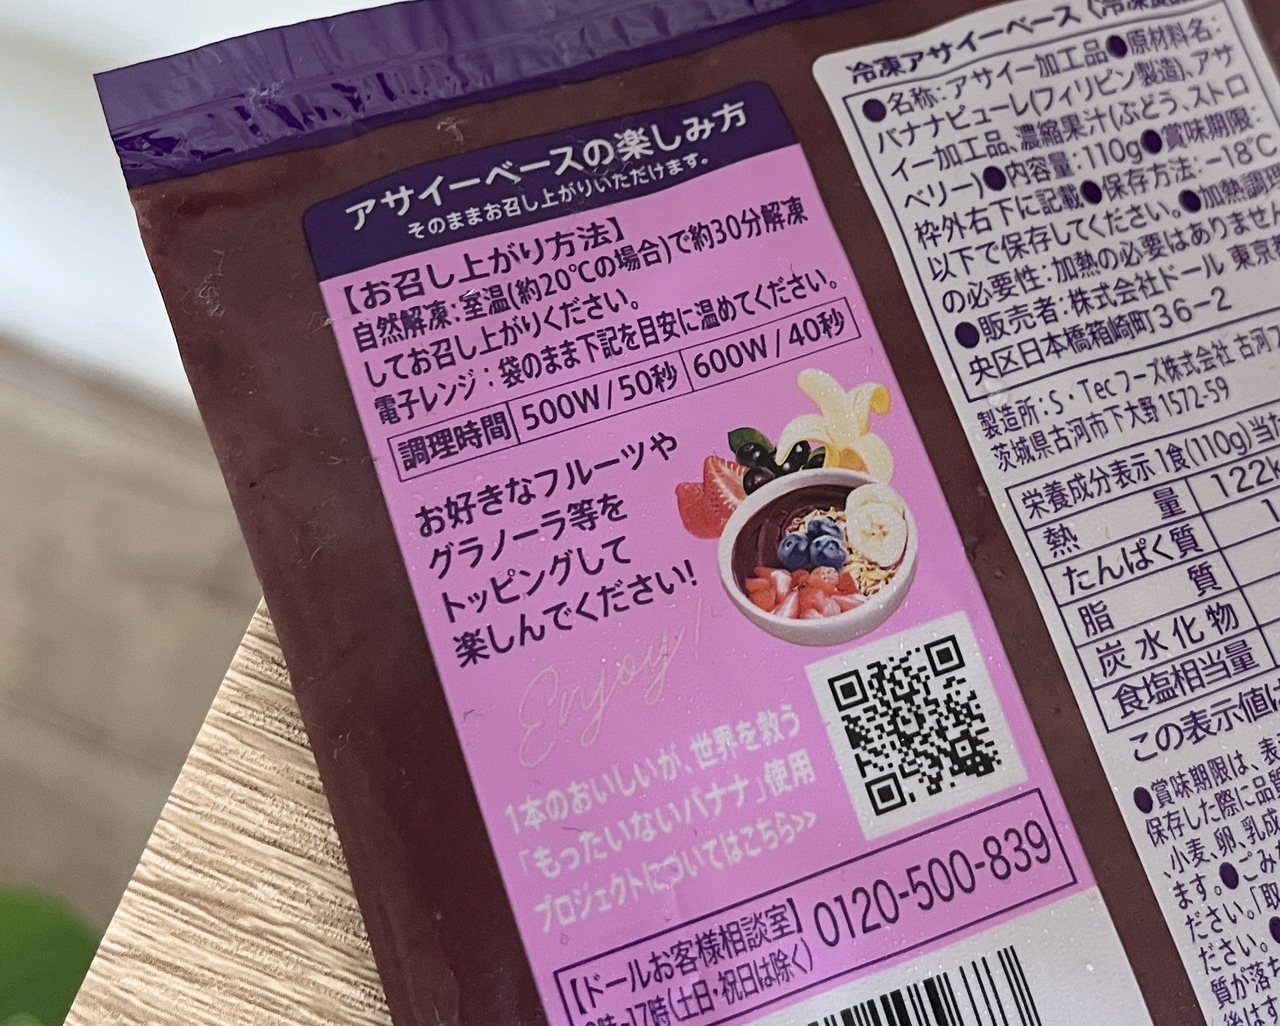 アサイーベースの楽しみ方
そのままお召し上がりいただけます。
【お召し上がり方法】
自然解凍:室温(約20℃の場合)で約30分解凍
してお召し上がりください。
電子レンジ:袋のまま下記を目安に温めてください。
調理時間 500W/50秒 600W/40秒
お好きなフルーツや
グラノーラ等を
トッピングして
楽しんでください!
Enjoy!
1本のおいしいが、世界を救う
「もったいないバナナ」使用
プロジェクトについてはこちら>>
【ドールお客様相談室】 0120-500-839
時~17時(土日・祝日は除く)
冷凍アサイーベース《冷凍食品
●名称:アサイー加工品●原材料名:
バナナピューレ(フィリピン製造)、アサ
イー加工品、濃縮果汁(ぶどう、ストロ
ベリー)●内容量:110g●賞味期限:
枠外右下に記載●保存方法:-18℃
以下で保存してください。●加熱調理
の必要性:加熱の必要はありません
●販売者:株式会社ドール 東京
央区日本橋箱崎町36-2
製造所:S・Tecフーズ株式会社 古河
茨城県古河市下大野1572-59
栄養成分表示 1食(110g)当た
熱量 122k
たんぱく質 1
脂質
炭水化物
食塩相当量
この表示値は
●賞味期限は、表
保存した際に品質
、小麦、卵、乳成
ます。●ごみ
ださい。「取
ださい。
質が落ち
後はす